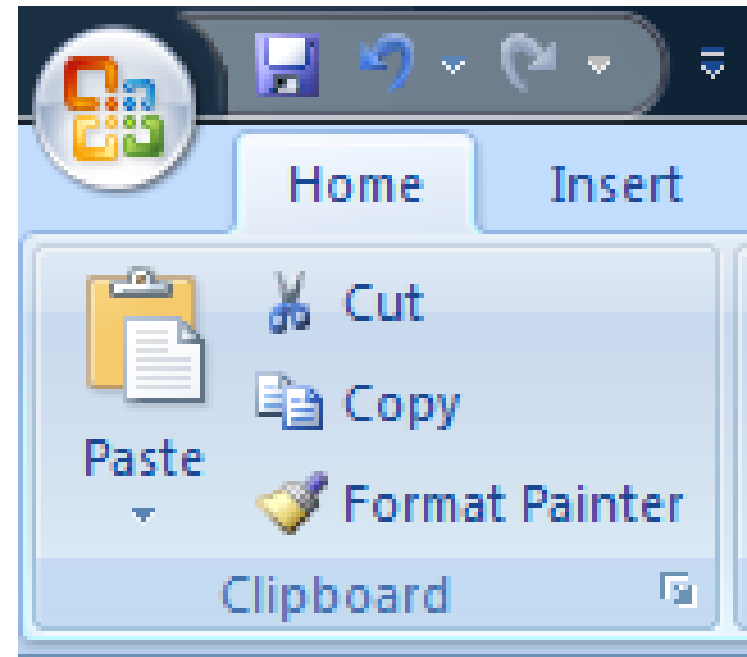 Home Insert
Cut
Copy
Paste
Format Painter
Clipboard